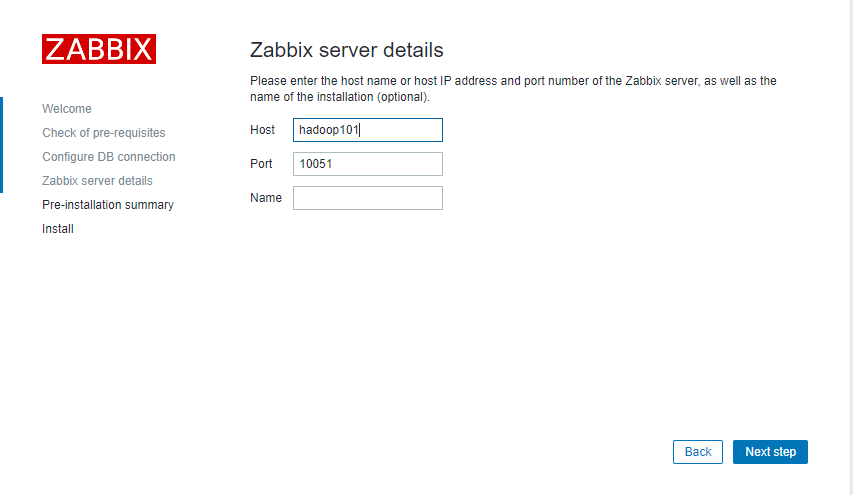 ZABBIX
Welcome
Check of pre-requisites
Configure DB connection
Zabbix server details
Pre-installation summary
Install
Zabbix server details
Please enter the host name or host IP address and port number of the Zabbix server, as well as the
name of the installation (optional).
Host hadoop101
Port 10051
Name
Back Next step